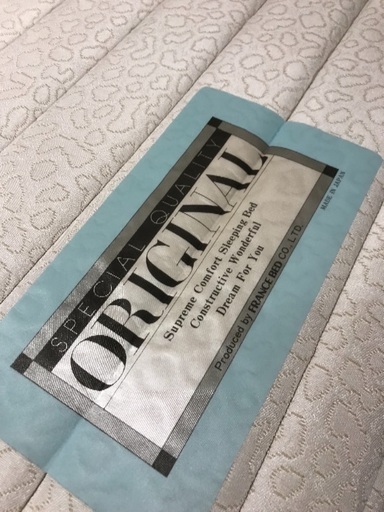 SPECIAL QUALITY
ORIGINAL
Supreme Comfort Sleeping Bed
Constructive Wonderful
Dream For You
Produced by FRANCE BED CO. LTD
MADE IN JAPAN